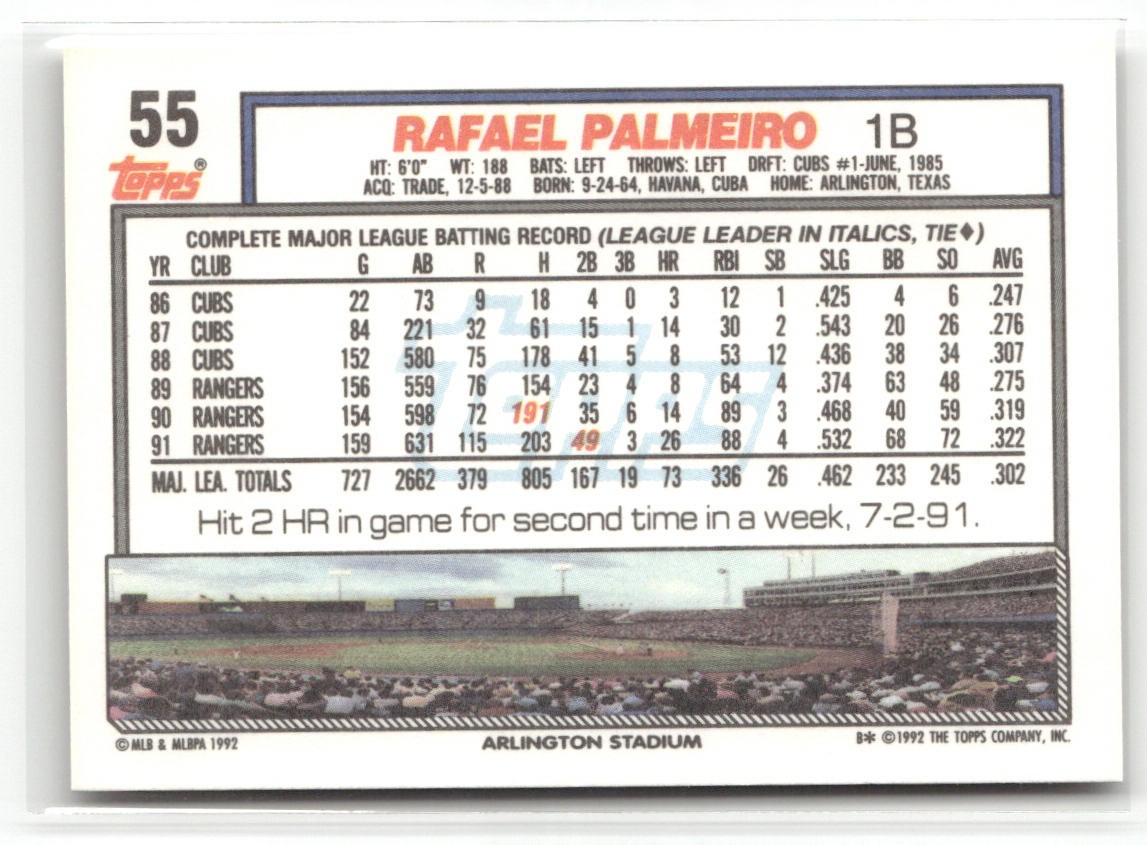 55
RAFAEL PALMEIRO 1B
topps®
HT: 6'0" WT: 188 BATS: LEFT THROWS: LEFT DRFT: CUBS #1-JUNE, 1985
ACQ: TRADE, 12-5-88 BORN: 9-24-64, HAVANA, CUBA HOME: ARLINGTON, TEXAS
COMPLETE MAJOR LEAGUE BATTING RECORD (LEAGUE LEADER IN ITALICS, TIE♦)
YR CLUB G AB R H 2B 3B HR RBI SB SLG BB SO AVG
86 CUBS 22 73 9 18 4 0 3 12 1 .425 4 6 .247
87 CUBS 84 221 32 61 15 1 14 30 2 .543 20 26 .276
88 CUBS 152 580 75 178 41 5 8 53 12 .436 38 34 .307
89 RANGERS 156 559 76 154 23 4 8 64 4 .374 63 48 .275
90 RANGERS 154 598 72 191 35 6 14 89 3 .468 40 59 .319
91 RANGERS 159 631 115 203 49 3 26 88 4 .532 68 72 .322
MAJ. LEA. TOTALS 727 2662 379 805 167 19 73 336 26 .462 233 245 .302
topps
Hit 2 HR in game for second time in a week, 7-2-91.
©MLB & MLBPA 1992 ARLINGTON STADIUM B* ©1992 THE TOPPS COMPANY, INC.